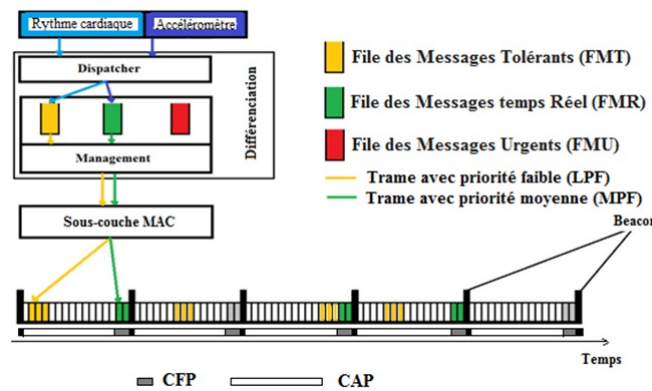 Rythme cardiaque
Accéléromètre
Dispatcher
Différenciation
Management
Sous-couche MAC
File des Messages Tolérants (FMT)
File des Messages temps Réel (FMR)
File des Messages Urgents (FMU)
Trame avec priorité faible (LPF)
Trame avec priorité moyenne (MPF)
Beacon
Temps
CFP
CAP